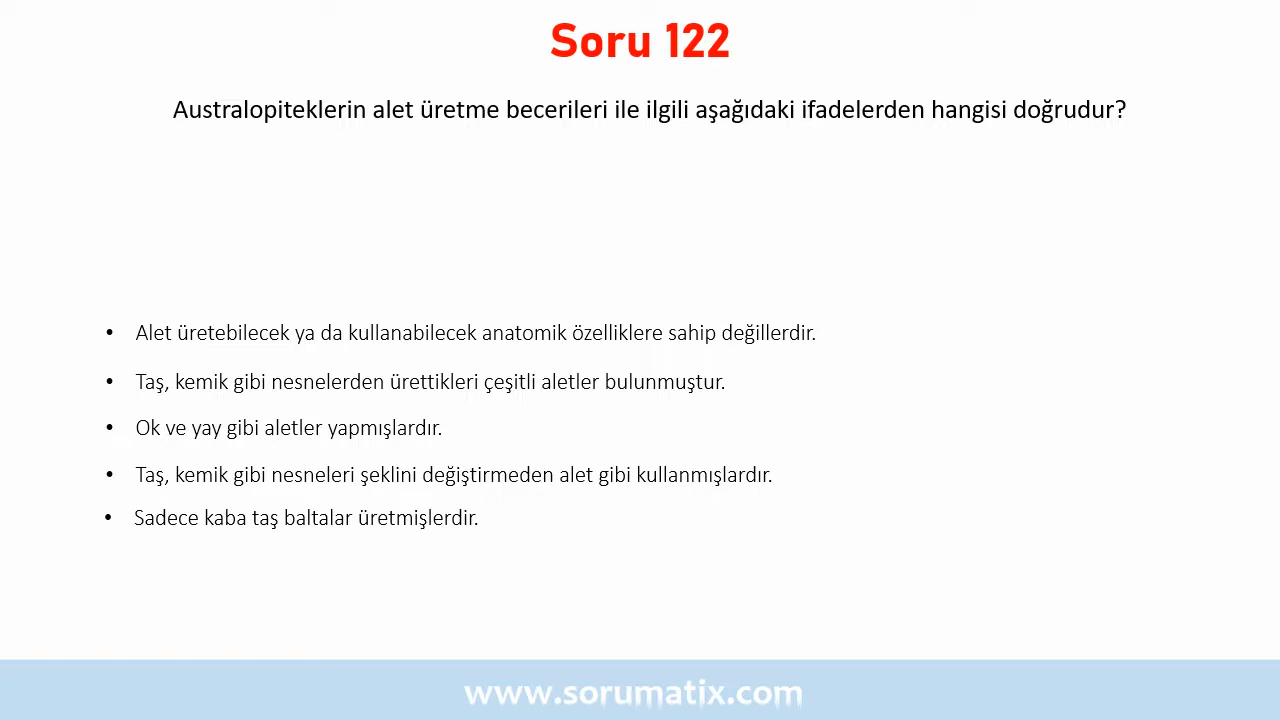 Soru 122
Australopiteklerin alet üretme becerileri ile ilgili aşağıdaki ifadelerden hangisi doğrudur?
• Alet üretebilecek ya da kullanabilecek anatomik özelliklere sahip değillerdir.
• Taş, kemik gibi nesnelerden ürettikleri çeşitli aletler bulunmuştur.
• Ok ve yay gibi aletler yapmışlardır.
• Taş, kemik gibi nesneleri şeklini değiştirmeden alet gibi kullanmışlardır.
• Sadece kaba taş baltalar üretmişlerdir.
www.sorumatix.com